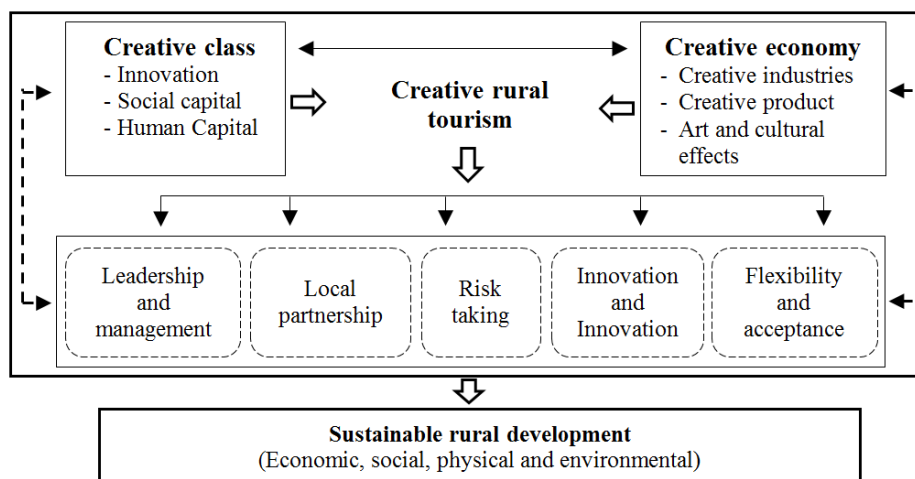 Creative class
- Innovation
- Social capital
- Human Capital
Creative rural
tourism
Creative economy
- Creative industries
- Creative product
- Art and cultural
effects
Leadership
and
management
Local
partnership
Risk
taking
Innovation
and
Innovation
Flexibility
and
acceptance
Sustainable rural development
(Economic, social, physical and environmental)